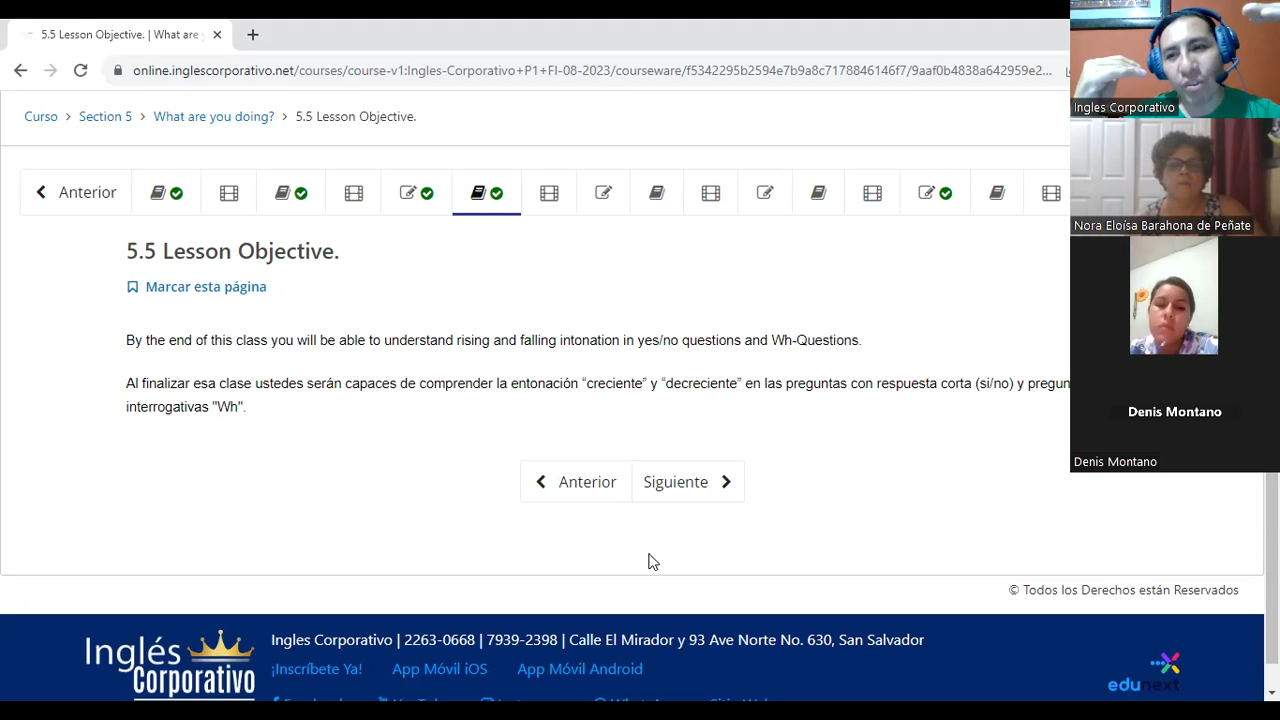 5.5 Lesson Objective. | What are y
online.inglescorporativo.net/courses/course-v1:Ingles-Corporativo+P1+FI-08-2023/courseware/f5342295b2594e7b9a8c7178846146f7/9aaf0b4838a642959e2...
Curso > Section 5 > What are you doing? > 5.5 Lesson Objective.
Anterior
5.5 Lesson Objective.
Marcar esta página
By the end of this class you will be able to understand rising and falling intonation in yes/no questions and Wh-Questions.
Al finalizar esa clase ustedes serán capaces de comprender la entonación “creciente” y “decreciente” en las preguntas con respuesta corta (si/no) y pregun
interrogativas "Wh".
Anterior Siguiente
© Todos los Derechos están Reservados
Inglés Corporativo
Ingles Corporativo | 2263-0668 | 7939-2398 | Calle El Mirador y 93 Ave Norte No. 630, San Salvador
¡Inscríbete Ya! App Móvil iOS App Móvil Android
edunext
Ingles Corporativo
Nora Eloísa Barahona de Peñate
Denis Montano
Denis Montano